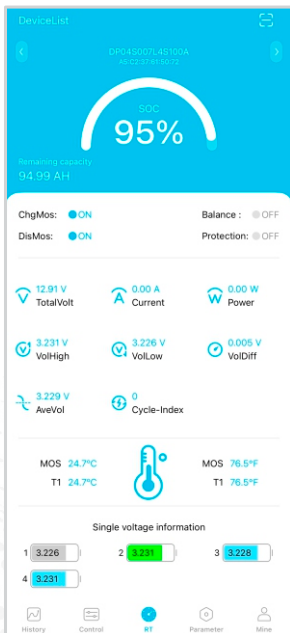 DeviceList
DP04S007L4S100A
A5:C2:37:61:50:72
SOC
95%
Remaining capacity
94.99 AH
ChgMos: ON Balance : OFF
DisMos: ON Protection: OFF
12.91 V 0.00 A 0.00 W
TotalVolt Current Power
3.231 V 3.226 V 0.005 V
VolHigh VolLow VolDiff
3.229 V 0
AveVol Cycle-Index
MOS 24.7°C MOS 76.5°F
T1 24.7°C T1 76.5°F
Single voltage information
1 3.226 2 3.231 3 3.228
4 3.231
History Control RT Parameter Mine